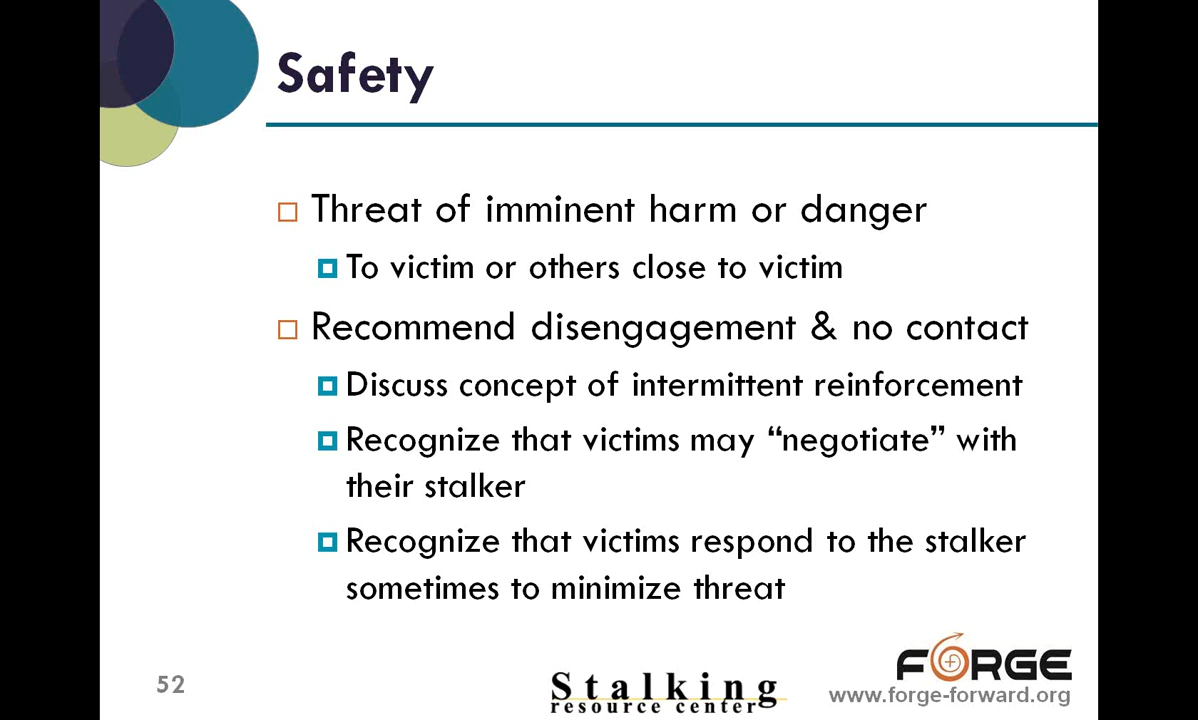 Safety
Threat of imminent harm or danger
To victim or others close to victim
Recommend disengagement & no contact
Discuss concept of intermittent reinforcement
Recognize that victims may “negotiate” with
their stalker
Recognize that victims respond to the stalker
sometimes to minimize threat
52
Stalking
resource center
FORGE
www.forge-forward.org